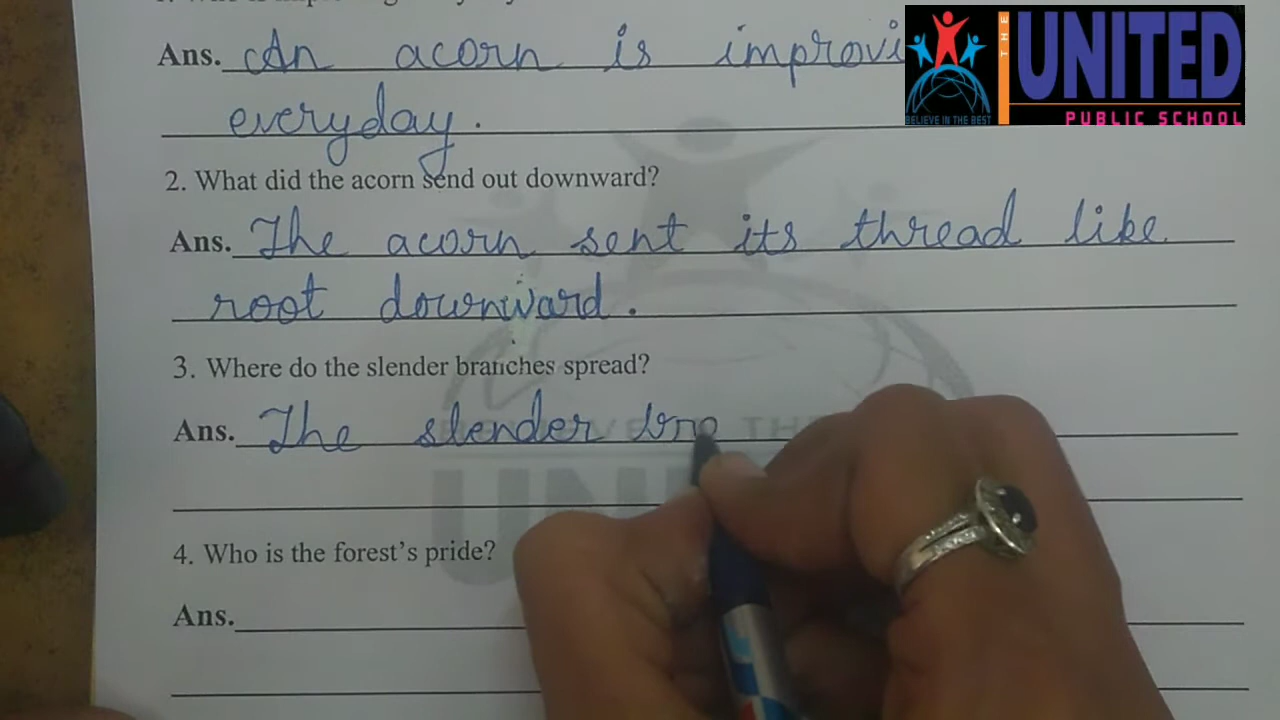 Ans. An acorn is improvi
everyday.
THE UNITED
PUBLIC SCHOOL
BELIEVE IN THE BEST
2. What did the acorn send out downward?
Ans. The acorn sent its thread like
root downward.
3. Where do the slender branches spread?
Ans. The slender bra
4. Who is the forest's pride?
Ans.